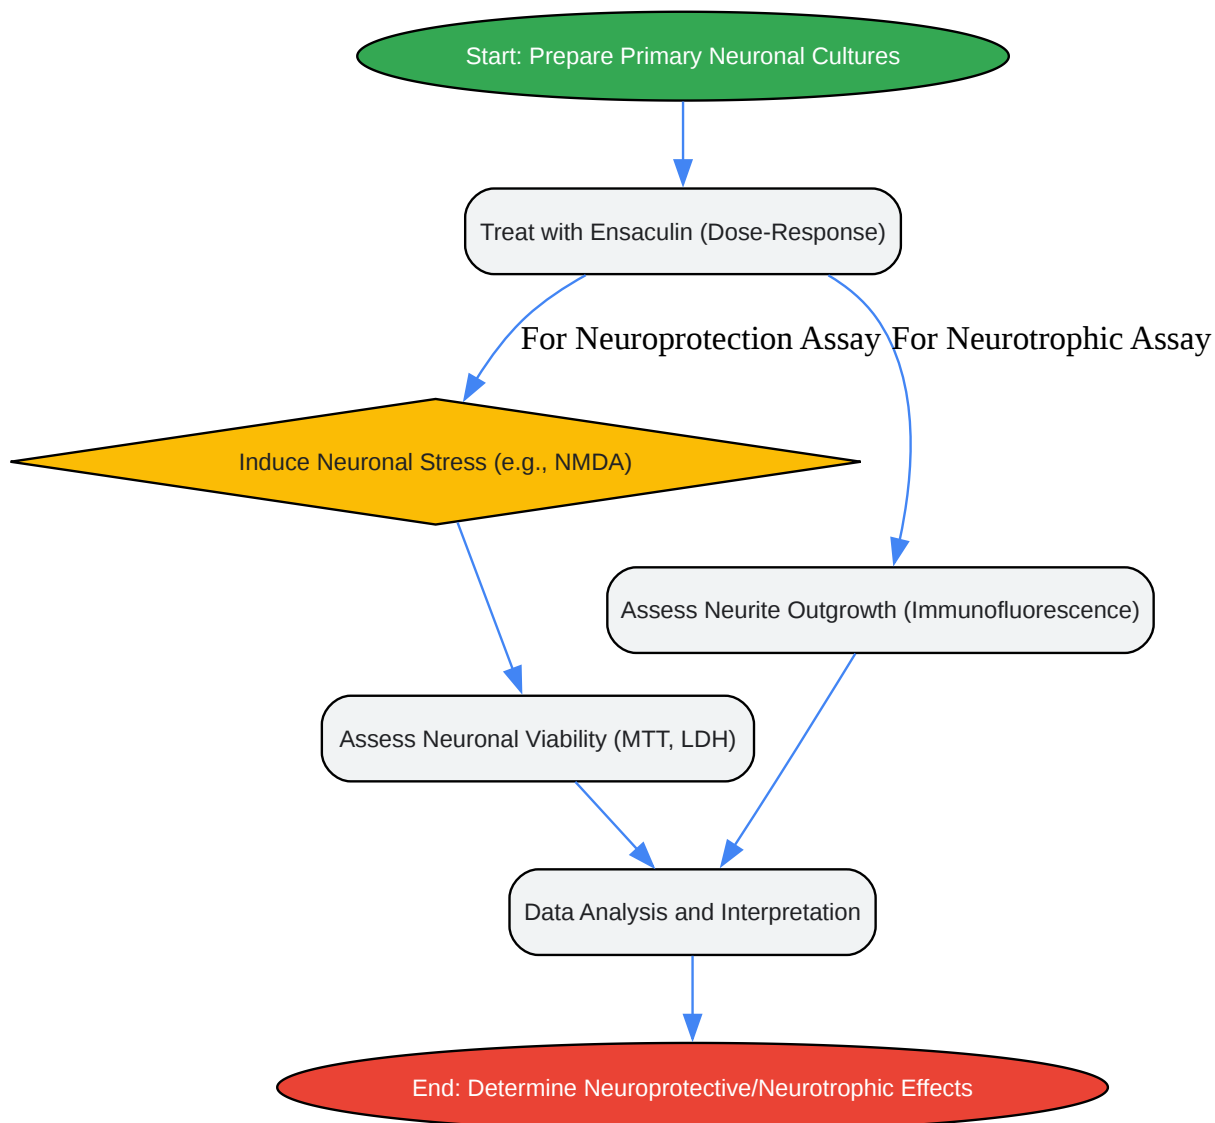 Start: Prepare Primary Neuronal Cultures
Treat with Ensaculin (Dose-Response)
For Neuroprotection Assay
For Neurotrophic Assay
Induce Neuronal Stress (e.g., NMDA)
Assess Neurite Outgrowth (Immunofluorescence)
Assess Neuronal Viability (MTT, LDH)
Data Analysis and Interpretation
End: Determine Neuroprotective/Neurotrophic Effects